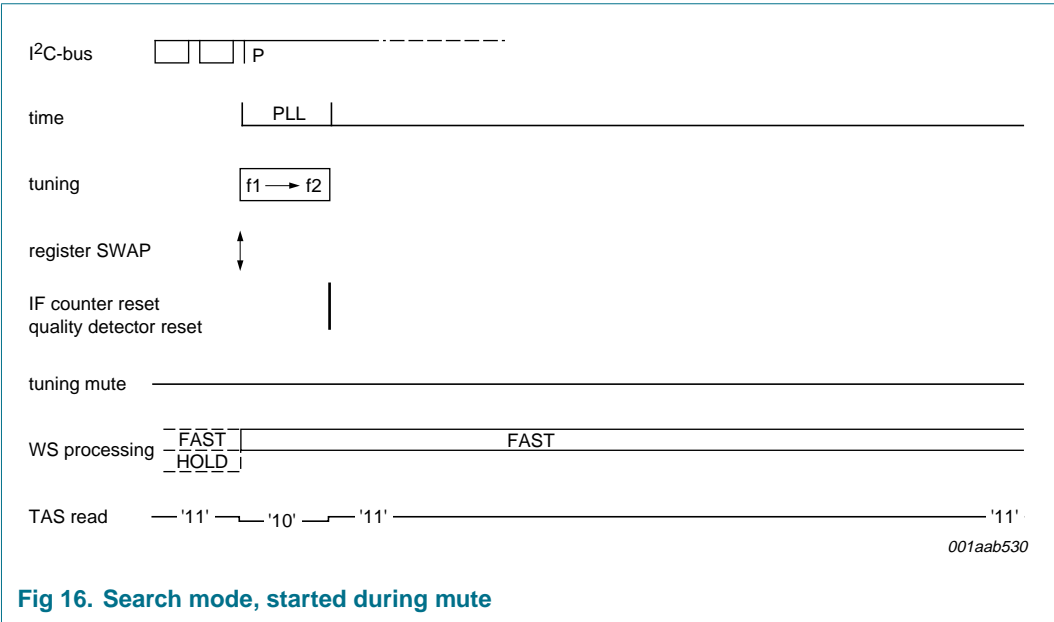 I2C-bus
P
time
PLL
tuning
f1 → f2
register SWAP
IF counter reset
quality detector reset
tuning mute
WS processing
FAST
FAST
HOLD
TAS read
'11'
'10'
'11'
'11'
001aab530
Fig 16. Search mode, started during mute